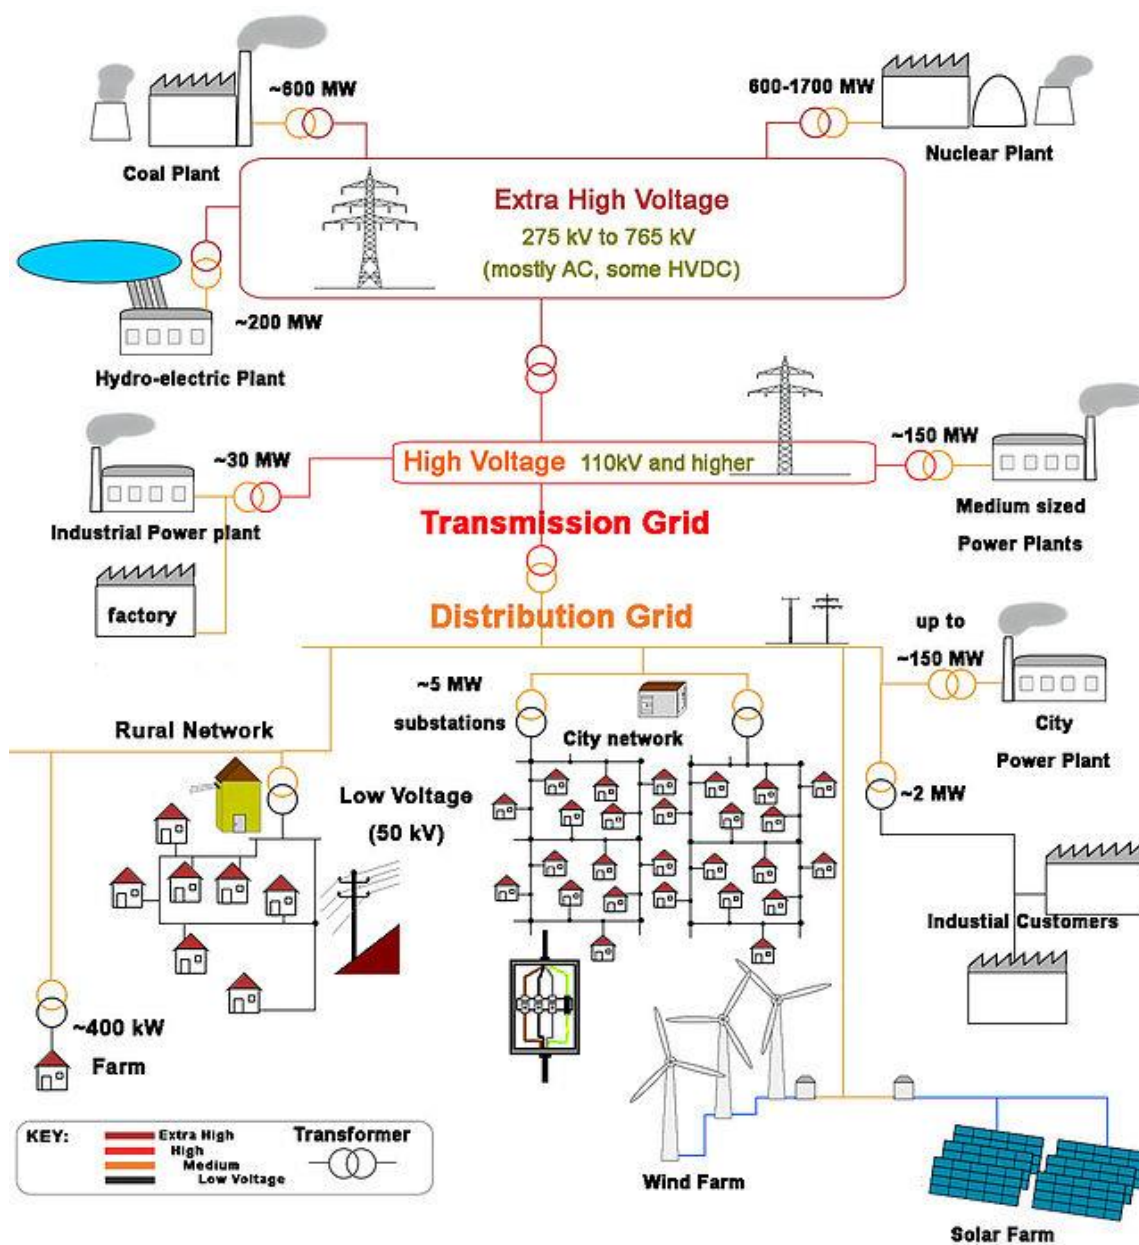 ~600 MW
600-1700 MW
Coal Plant
Nuclear Plant
Extra High Voltage
275 kV to 765 kV
(mostly AC, some HVDC)
~200 MW
Hydro-electric Plant
~30 MW
High Voltage 110kV and higher
~150 MW
Industrial Power plant
Medium sized
Power Plants
Transmission Grid
factory
Distribution Grid
up to
~150 MW
~5 MW
substations
City
Power Plant
Rural Network
City network
Low Voltage
(50 kV)
~2 MW
Industial Customers
~400 kW
Farm
Wind Farm
Solar Farm
KEY:
Extra High
High
Medium
Low Voltage
Transformer